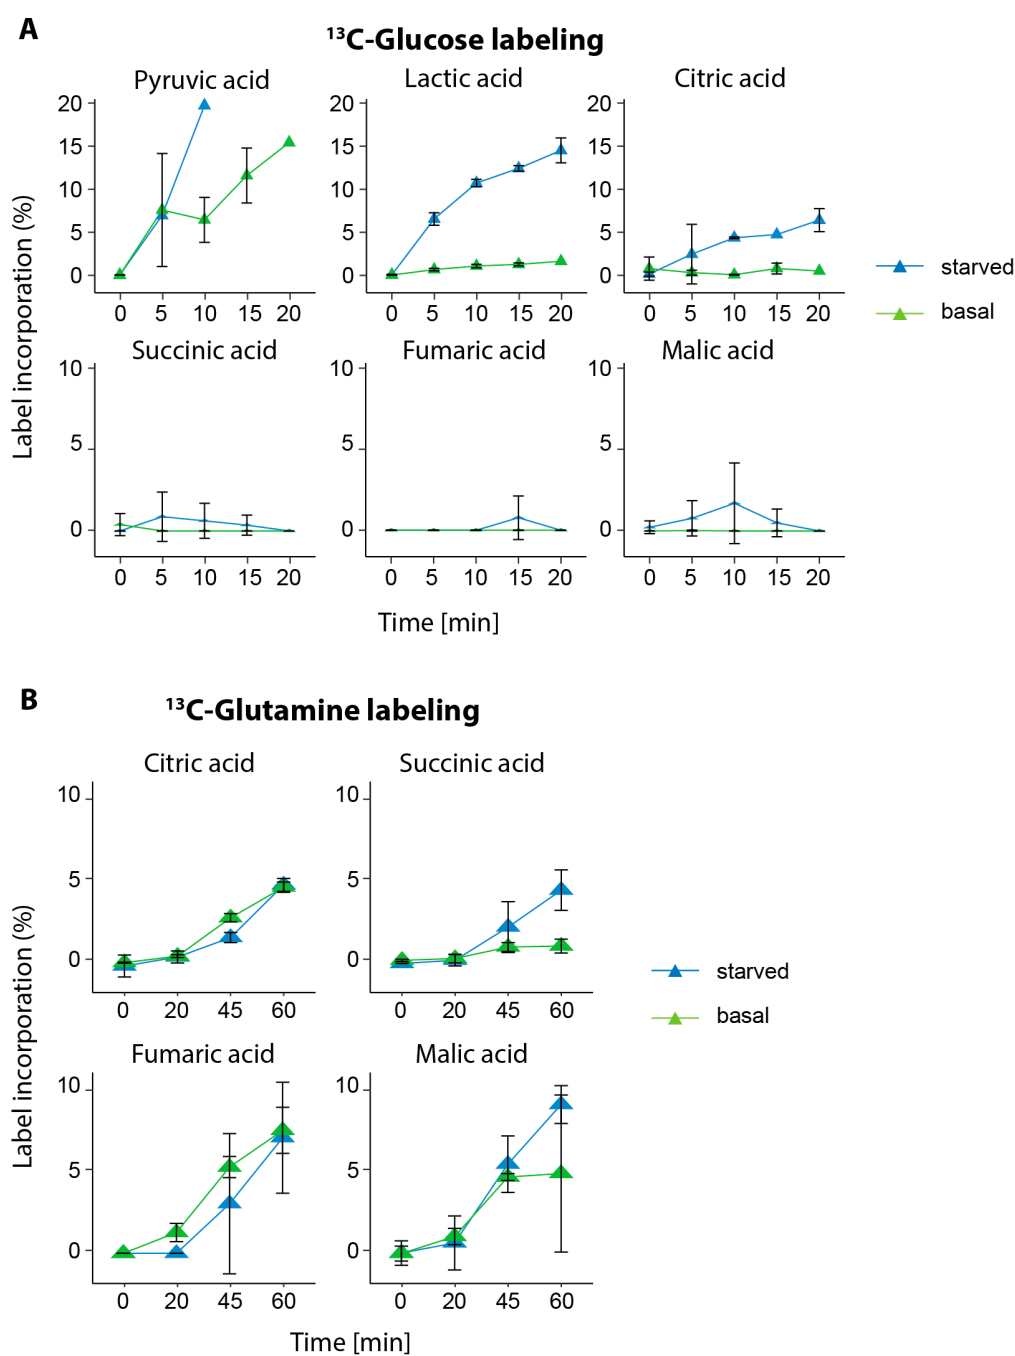 A
¹³C-Glucose labeling
Pyruvic acid Lactic acid Citric acid
20 20 20
15 15 15
10 10 10
5 5 5
0 0 0
0 5 10 15 20 0 5 10 15 20 0 5 10 15 20
starved
basal
Label incorporation (%)
Succinic acid Fumaric acid Malic acid
10 10 10
5 5 5
0 0 0
0 5 10 15 20 0 5 10 15 20 0 5 10 15 20
Time [min]
B
¹³C-Glutamine labeling
Citric acid Succinic acid
10 10
5 5
0 0
0 20 45 60 0 20 45 60
starved
basal
Label incorporation (%)
Fumaric acid Malic acid
10 10
5 5
0 0
0 20 45 60 0 20 45 60
Time [min]